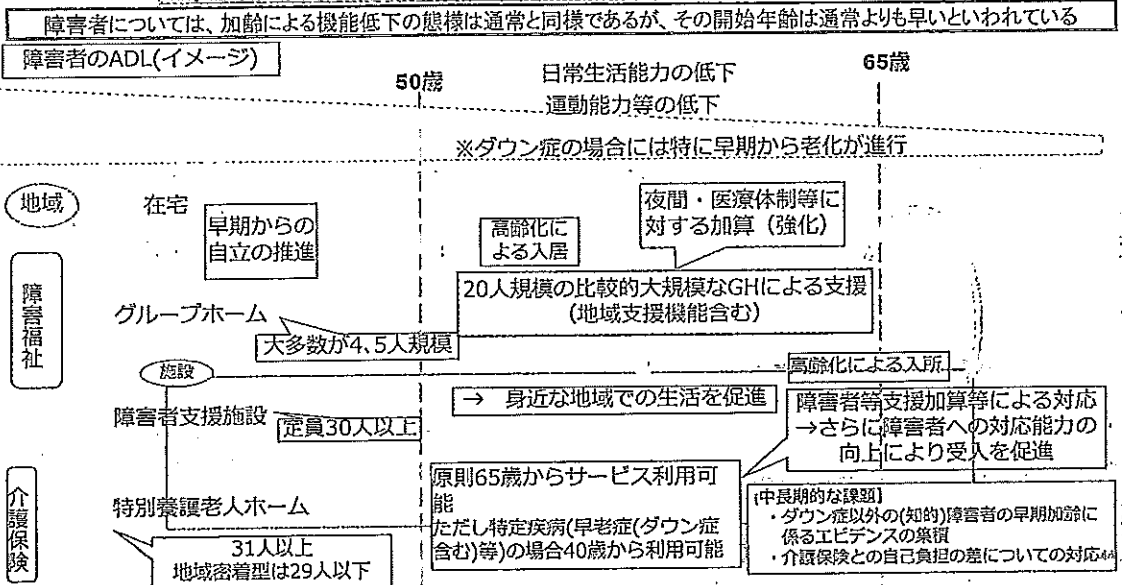 障害者については、加齢による機能低下の態様は通常と同様であるが、その開始年齢は通常よりも早いといわれている
障害者のADL(イメージ)
50歳
日常生活能力の低下
運動能力等の低下
65歳
※ダウン症の場合には特に早期から老化が進行
地域
在宅
早期からの
自立の推進
高齢化に
よる入居
夜間・医療体制等に
対する加算(強化)
障害福祉
グループホーム
大多数が4、5人規模
20人規模の比較的大規模なGHによる支援
(地域支援機能含む)
施設
高齢化による入所
障害者支援施設
定員30人以上
→ 身近な地域での生活を促進
障害者等支援加算等による対応
→さらに障害者への対応能力の
向上により受入を促進
介護保険
特別養護老人ホーム
31人以上
地域密着型は29人以下
原則65歳からサービス利用可
能
ただし特定疾病(早老症(ダウン症
含む)等)の場合40歳から利用可能
[中長期的な課題]
・ダウン症以外の(知的)障害者の早期加齢に
係るエビデンスの集積
・介護保険との自己負担の差についての対応